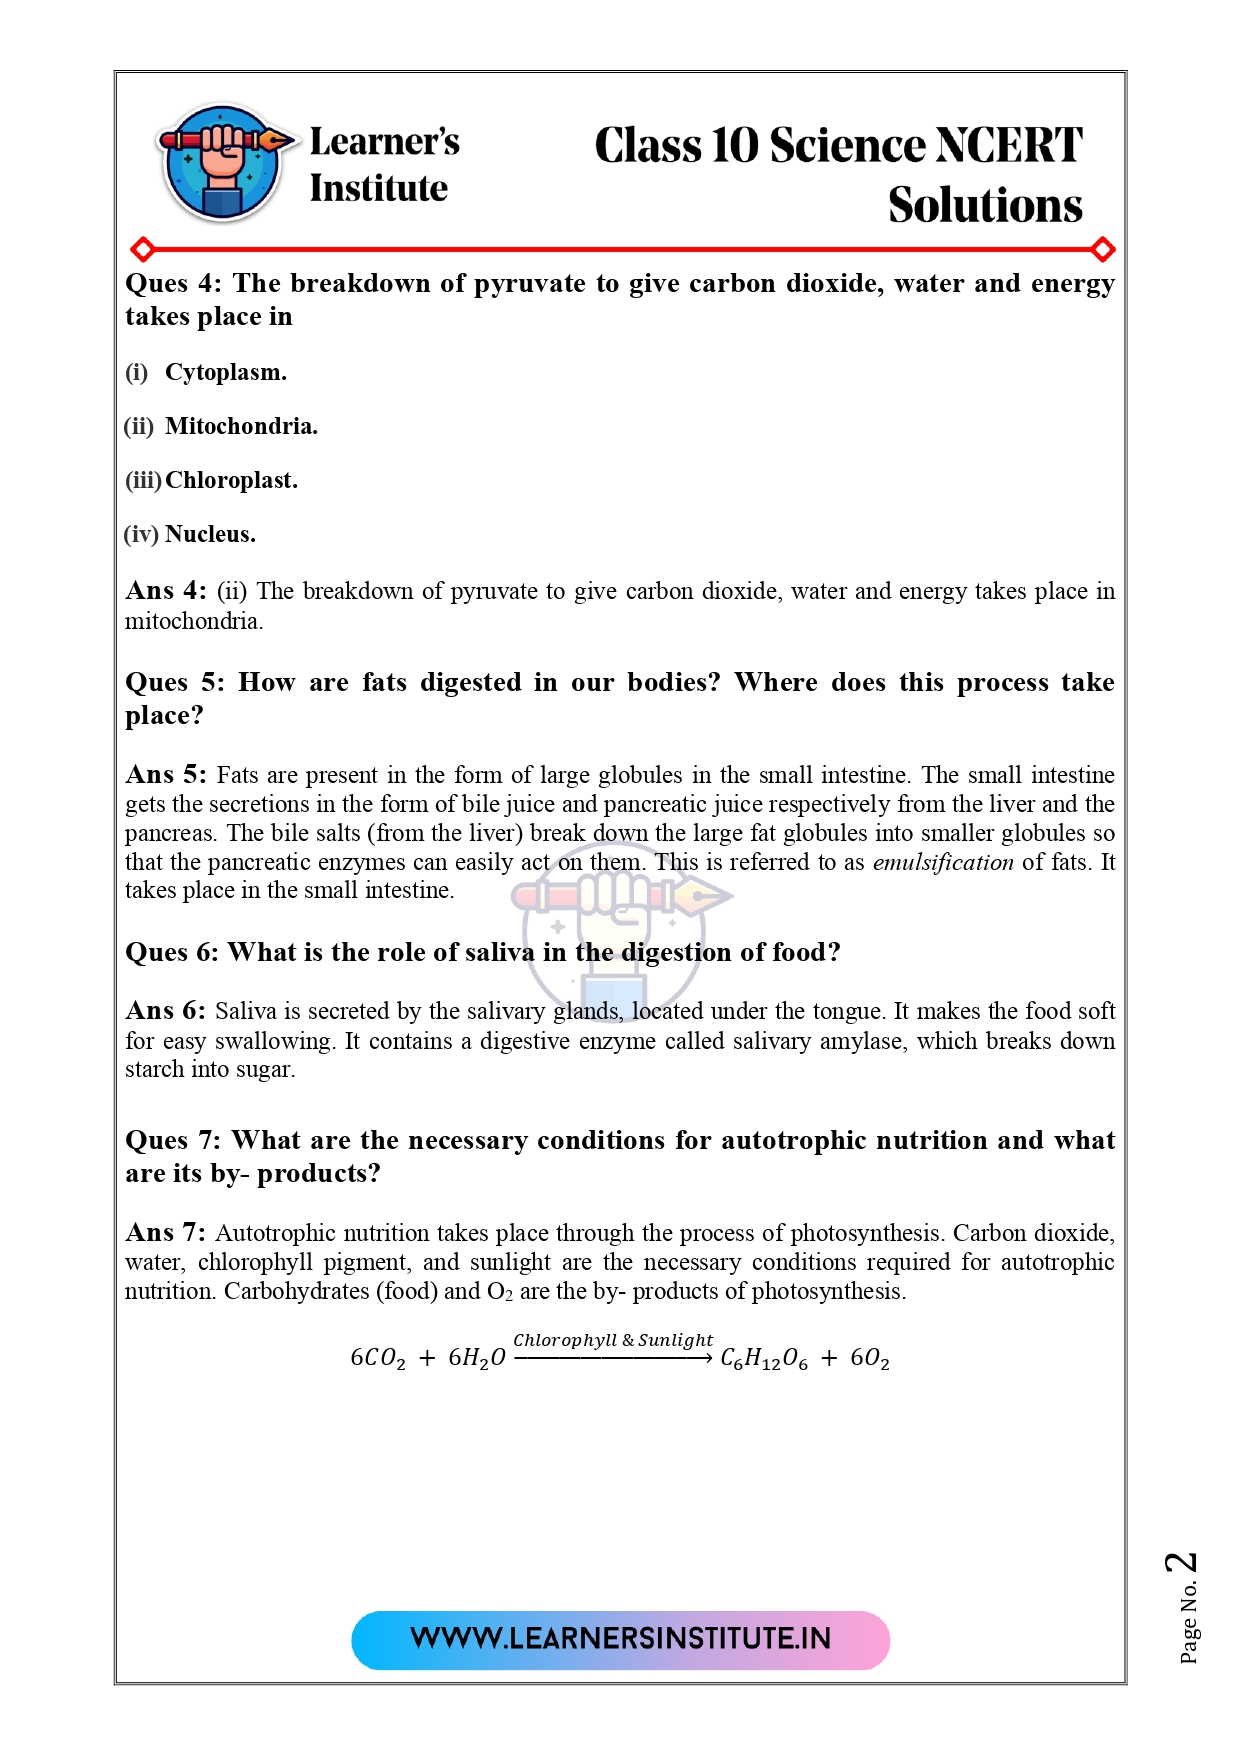 Learner's
Institute
Class 10 Science NCERT
Solutions
Ques 4: The breakdown of pyruvate to give carbon dioxide, water and energy
takes place in
(i) Cytoplasm.
(ii) Mitochondria.
(iii) Chloroplast.
(iv) Nucleus.
Ans 4: (ii) The breakdown of pyruvate to give carbon dioxide, water and energy takes place in
mitochondria.
Ques 5: How are fats digested in our bodies? Where does this process take
place?
Ans 5: Fats are present in the form of large globules in the small intestine. The small intestine
gets the secretions in the form of bile juice and pancreatic juice respectively from the liver and the
pancreas. The bile salts (from the liver) break down the large fat globules into smaller globules so
that the pancreatic enzymes can easily act on them. This is referred to as emulsification of fats. It
takes place in the small intestine.
Ques 6: What is the role of saliva in the digestion of food?
Ans 6: Saliva is secreted by the salivary glands, located under the tongue. It makes the food soft
for easy swallowing. It contains a digestive enzyme called salivary amylase, which breaks down
starch into sugar.
Ques 7: What are the necessary conditions for autotrophic nutrition and what
are its by- products?
Ans 7: Autotrophic nutrition takes place through the process of photosynthesis. Carbon dioxide,
water, chlorophyll pigment, and sunlight are the necessary conditions required for autotrophic
nutrition. Carbohydrates (food) and O₂ are the by- products of photosynthesis.
Chlorophyll & Sunlight
6CO₂ + 6H₂O ⟶ C₆H₁₂O₆ + 6O₂
WWW.LEARNERSINSTITUTE.IN
Page No. 2